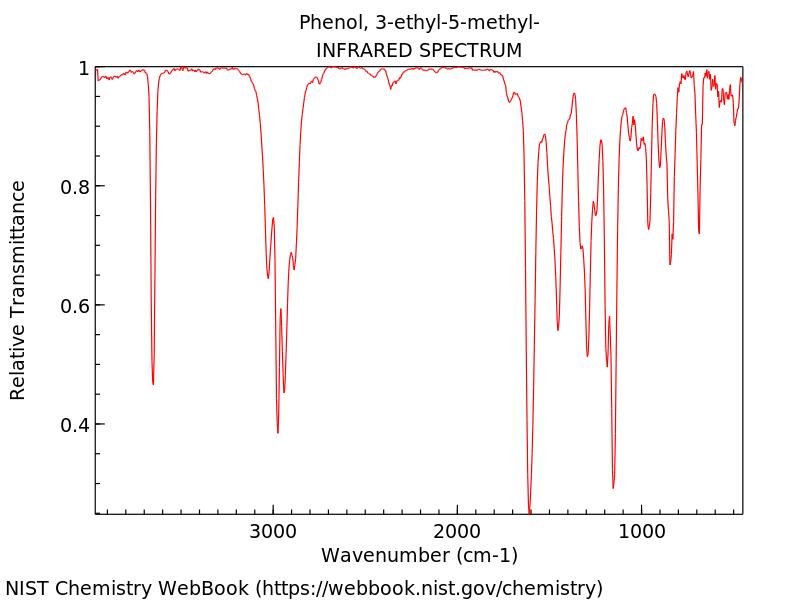 Phenol, 3-ethyl-5-methyl-
INFRARED SPECTRUM
1
0.8
0.6
0.4
Relative Transmittance
3000 2000 1000
Wavenumber (cm-1)
NIST Chemistry WebBook (https://webbook.nist.gov/chemistry)